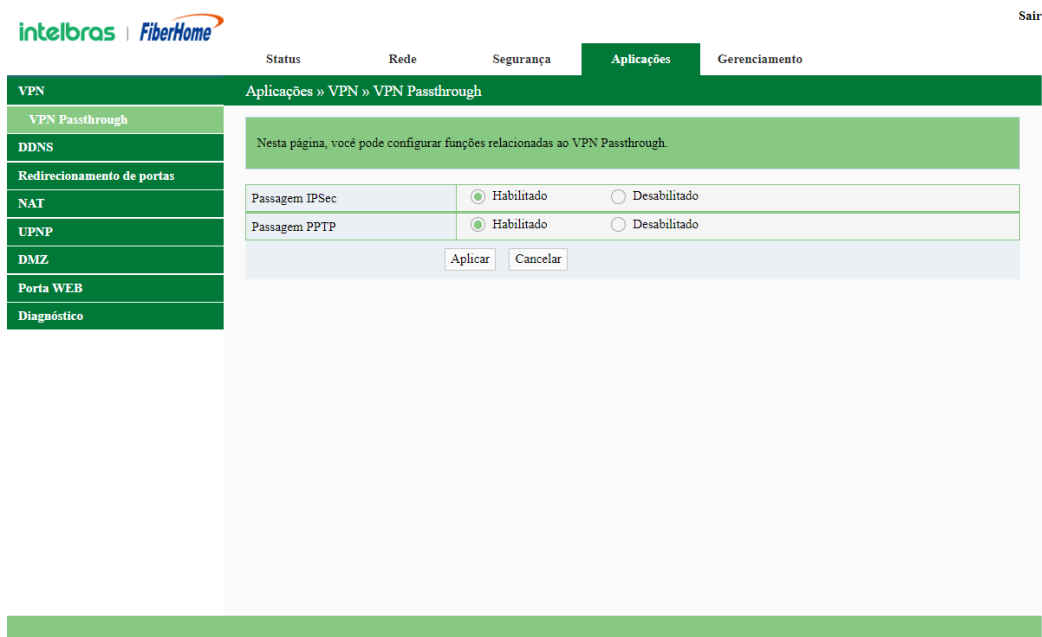 Sair
intelbras | FiberHome
Status Rede Segurança Aplicações Gerenciamento
VPN
Aplicações » VPN » VPN Passthrough
VPN Passthrough
DDNS
Redirecionamento de portas
NAT
UPNP
DMZ
Porta WEB
Diagnóstico
Nesta página, você pode configurar funções relacionadas ao VPN Passthrough.
Passagem IPSec Habilitado Desabilitado
Passagem PPTP Habilitado Desabilitado
Aplicar Cancelar